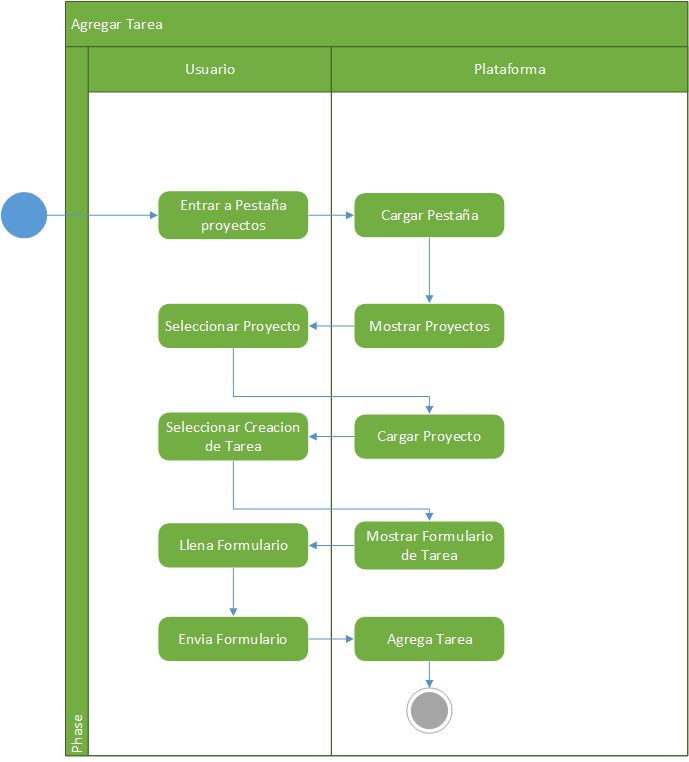 Agregar Tarea
Usuario
Plataforma
Entrar a Pestaña
proyectos
Cargar Pestaña
Seleccionar Proyecto
Mostrar Proyectos
Seleccionar Creacion
de Tarea
Cargar Proyecto
Llena Formulario
Mostrar Formulario
de Tarea
Envia Formulario
Agrega Tarea
Phase